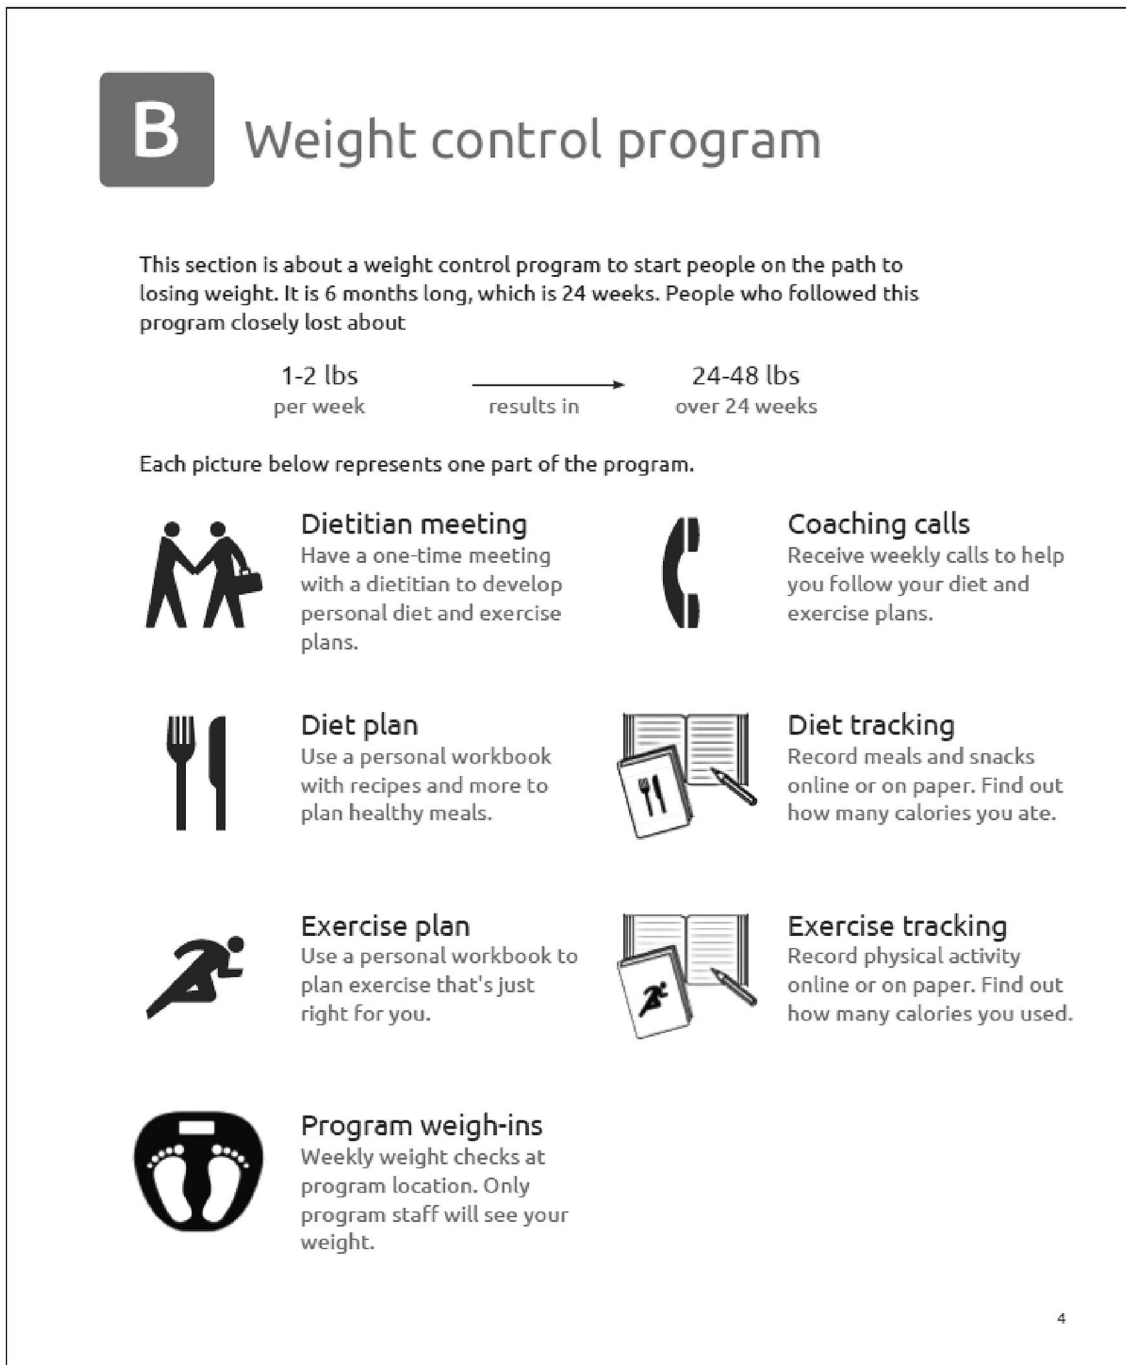 B
Weight control program
This section is about a weight control program to start people on the path to
losing weight. It is 6 months long, which is 24 weeks. People who followed this
program closely lost about
1-2 lbs
per week
results in
24-48 lbs
over 24 weeks
Each picture below represents one part of the program.
Dietitian meeting
Have a one-time meeting
with a dietitian to develop
personal diet and exercise
plans.
Coaching calls
Receive weekly calls to help
you follow your diet and
exercise plans.
Diet plan
Use a personal workbook
with recipes and more to
plan healthy meals.
Diet tracking
Record meals and snacks
online or on paper. Find out
how many calories you ate.
Exercise plan
Use a personal workbook to
plan exercise that's just
right for you.
Exercise tracking
Record physical activity
online or on paper. Find out
how many calories you used.
Program weigh-ins
Weekly weight checks at
program location. Only
program staff will see your
weight.
4